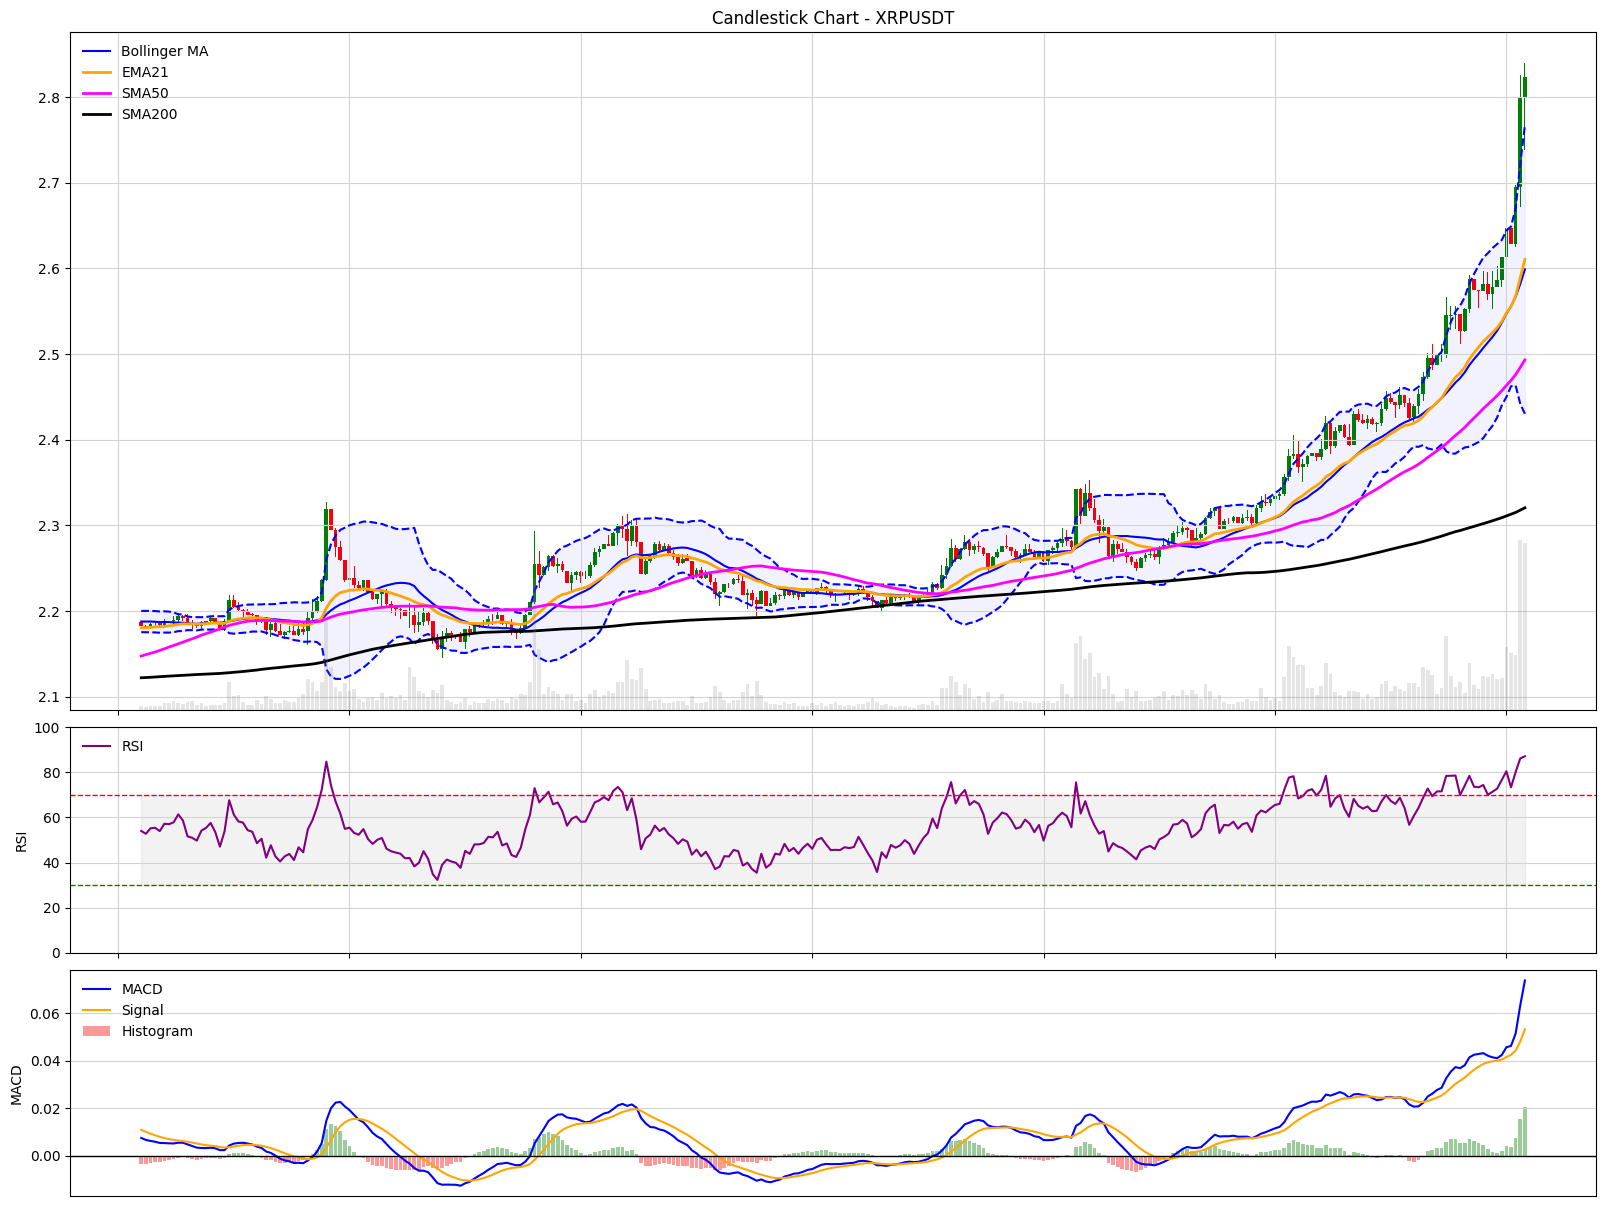 Candlestick Chart - XRPUSDT
Bollinger MA
EMA21
SMA50
SMA200
2.8
2.7
2.6
2.5
2.4
2.3
2.2
2.1
RSI
100
80
60
40
20
0
RSI
MACD
Signal
Histogram
0.06
0.04
0.02
0.00
MACD